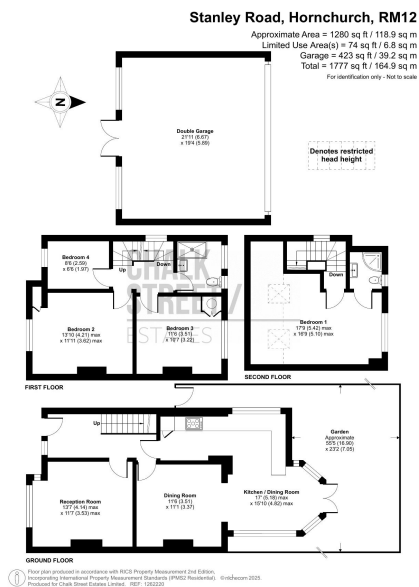 Stanley Road, Hornchurch, RM12
Approximate Area = 1280 sq ft / 118.9 sq m
Limited Use Area(s) = 74 sq ft / 6.8 sq m
Garage = 423 sq ft / 39.2 sq m
Total = 1777 sq ft / 164.9 sq m
For identification only - Not to scale
N
Double Garage
21'11 (6.67)
x 19'4 (5.89)
Denotes restricted
head height
Bedroom 4
8'6 (2.59)
x 6'6 (1.97)
Up
Down
CHALK
STREET
ESTATES
Bedroom 2
13'10 (4.21) max
x 11'11 (3.62) max
Bedroom 3
11'6 (3.51)
x 10'7 (3.22)
FIRST FLOOR
Down
Bedroom 1
17'9 (5.42) max
x 16'9 (5.10) max
SECOND FLOOR
Up
Reception Room
13'7 (4.14) max
x 11'7 (3.53) max
Dining Room
11'6 (3.51)
x 11'1 (3.37)
Kitchen / Dining Room
17' (5.18) max
x 15'10 (4.82) max
Garden
Approximate
55'5 (16.90)
x 23'2 (7.05)
GROUND FLOOR
Floor plan produced in accordance with RICS Property Measurement 2nd Edition,
Incorporating International Property Measurement Standards (IPMS2 Residential). ©nichecom 2025.
Produced for Chalk Street Estates Limited. REF: 1262220